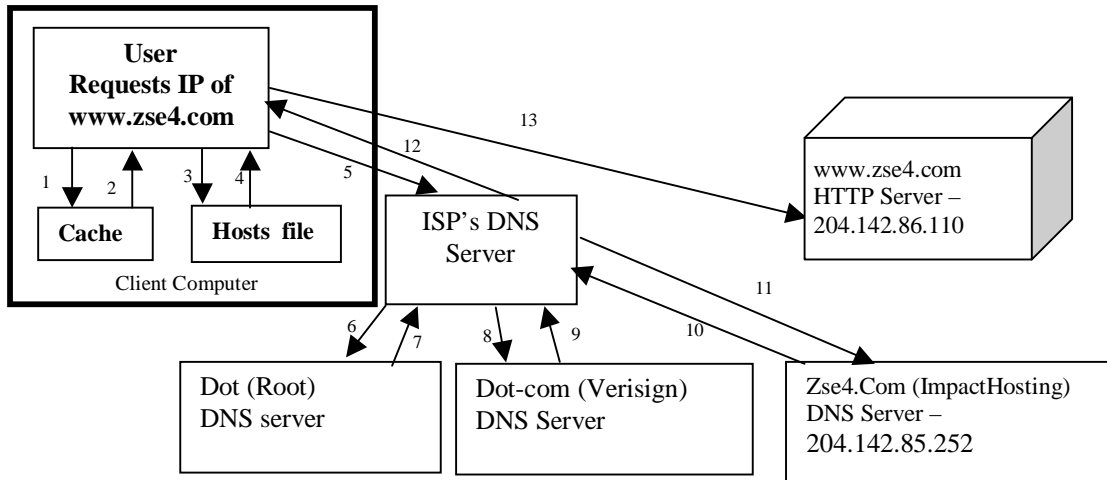 User
Requests IP of
www.zse4.com
1
2
3
4
Cache
Hosts file
Client Computer
5
12
13
ISP’s DNS
Server
www.zse4.com
HTTP Server –
204.142.86.110
6
7
8
9
10
11
Dot (Root)
DNS server
Dot-com (Verisign)
DNS Server
Zse4.Com (ImpactHosting)
DNS Server –
204.142.85.252